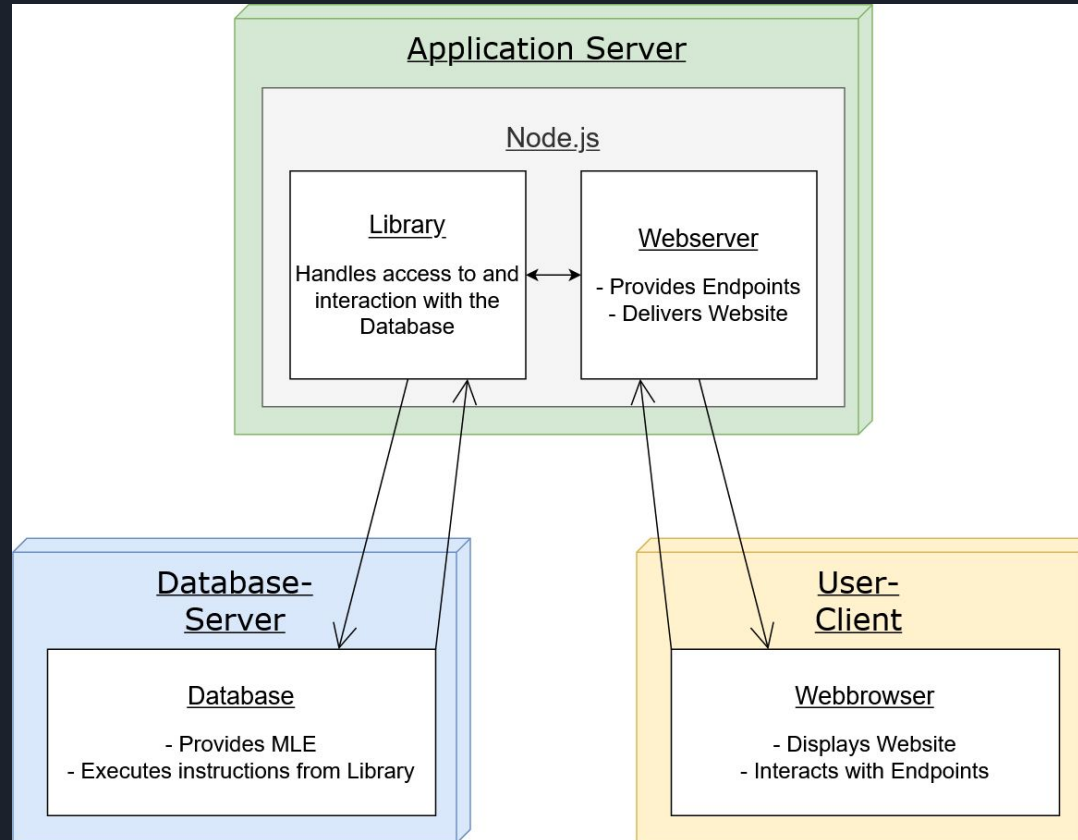 Application Server
Node.js
Library
Handles access to and
interaction with the
Database
Webserver
- Provides Endpoints
- Delivers Website
Database-
Server
Database
- Provides MLE
- Executes instructions from Library
User-
Client
Webbrowser
- Displays Website
- Interacts with Endpoints